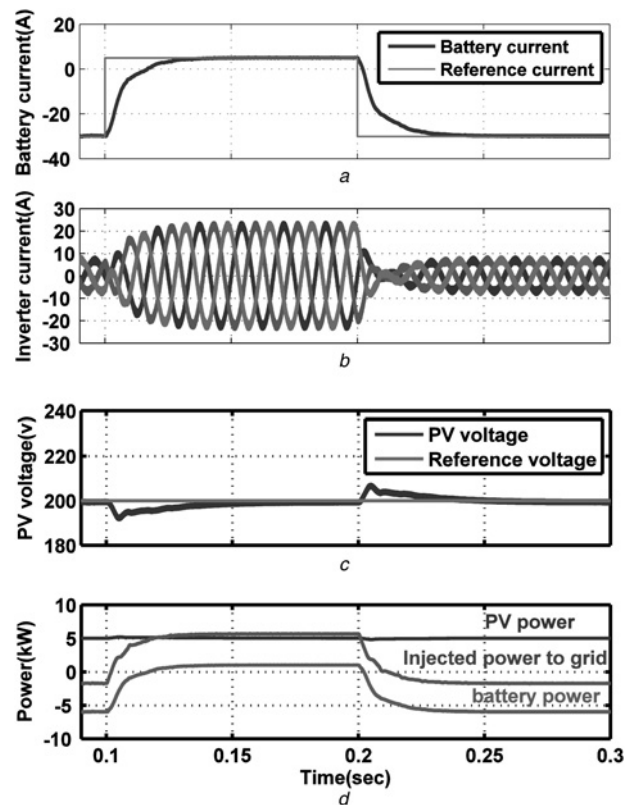 Battery current(A)
20
0
-20
-40
Battery current
Reference current
a
Inverter current(A)
30
20
10
0
-10
-20
-30
b
PV voltage(v)
240
220
200
180
PV voltage
Reference voltage
c
Power(kW)
10
5
0
-5
-10
PV power
Injected power to grid
battery power
0.1 0.15 0.2 0.25 0.3
Time(sec)
d